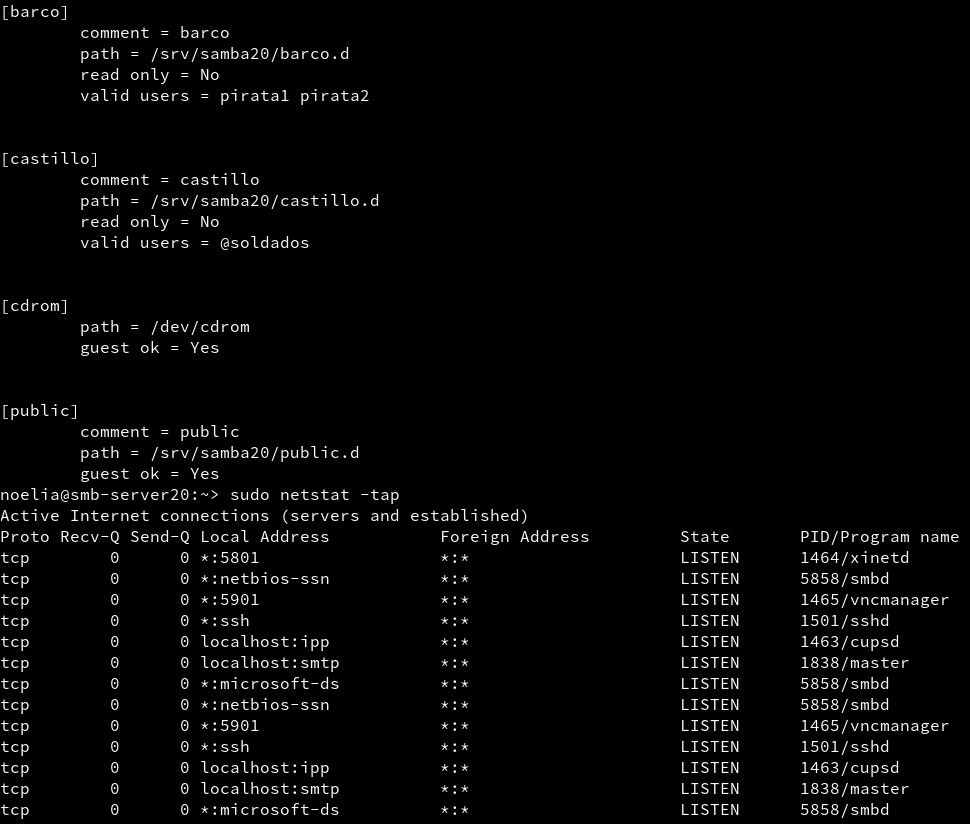 [barco]
        comment = barco
        path = /srv/samba20/barco.d
        read only = No
        valid users = pirata1 pirata2
[castillo]
        comment = castillo
        path = /srv/samba20/castillo.d
        read only = No
        valid users = @soldados
[cdrom]
        path = /dev/cdrom
        guest ok = Yes
[public]
        comment = public
        path = /srv/samba20/public.d
        guest ok = Yes
noelia@smb-server20:~> sudo netstat -tap
Active Internet connections (servers and established)
Proto Recv-Q Send-Q Local Address           Foreign Address         State       PID/Program name
tcp        0      0 *:5801                  *:*                     LISTEN      1464/xinetd
tcp        0      0 *:netbios-ssn           *:*                     LISTEN      5858/smbd
tcp        0      0 *:5901                  *:*                     LISTEN      1465/vncmanager
tcp        0      0 *:ssh                   *:*                     LISTEN      1501/sshd
tcp        0      0 localhost:ipp           *:*                     LISTEN      1463/cupsd
tcp        0      0 localhost:smtp          *:*                     LISTEN      1838/master
tcp        0      0 *:microsoft-ds          *:*                     LISTEN      5858/smbd
tcp        0      0 *:netbios-ssn           *:*                     LISTEN      5858/smbd
tcp        0      0 *:5901                  *:*                     LISTEN      1465/vncmanager
tcp        0      0 *:ssh                   *:*                     LISTEN      1501/sshd
tcp        0      0 localhost:ipp           *:*                     LISTEN      1463/cupsd
tcp        0      0 localhost:smtp          *:*                     LISTEN      1838/master
tcp        0      0 *:microsoft-ds          *:*                     LISTEN      5858/smbd